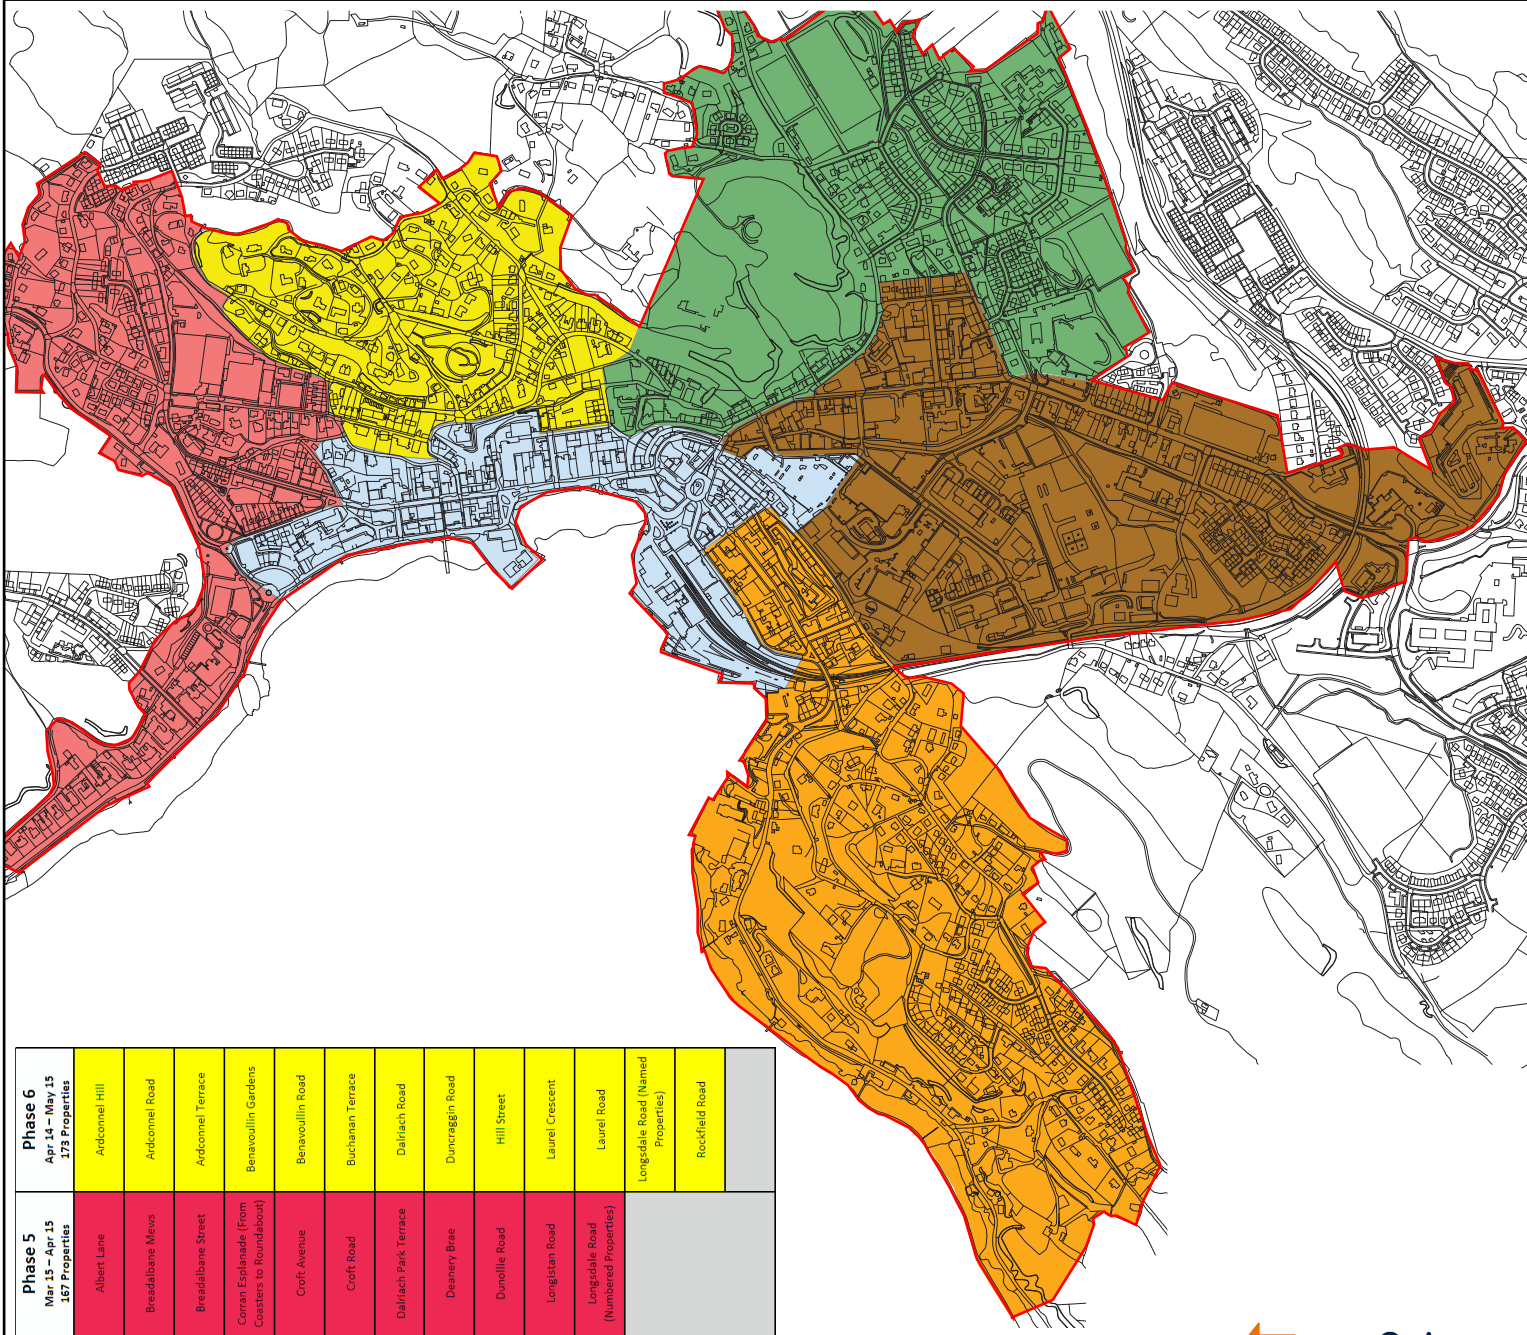 Phase 6
Apr 14 – May 15
173 Properties
Ardconnel Hill
Ardconnel Road
Ardconnel Terrace
Benavoullin Gardens
Benavoullin Road
Buchanan Terrace
Dalriach Road
Duncraggin Road
Hill Street
Laurel Crescent
Laurel Road
Longsdale Road (Named
Properties)
Rockfield Road
Phase 5
Mar 15 – Apr 15
167 Properties
Albert Lane
Breadalbane Mews
Breadalbane Street
Corran Esplanade (From
Coasters to Roundabout)
Croft Avenue
Croft Road
Dalriach Park Terrace
Deanery Brae
Dunollie Road
Longistan Road
Longsdale Road
(Numbered Properties)